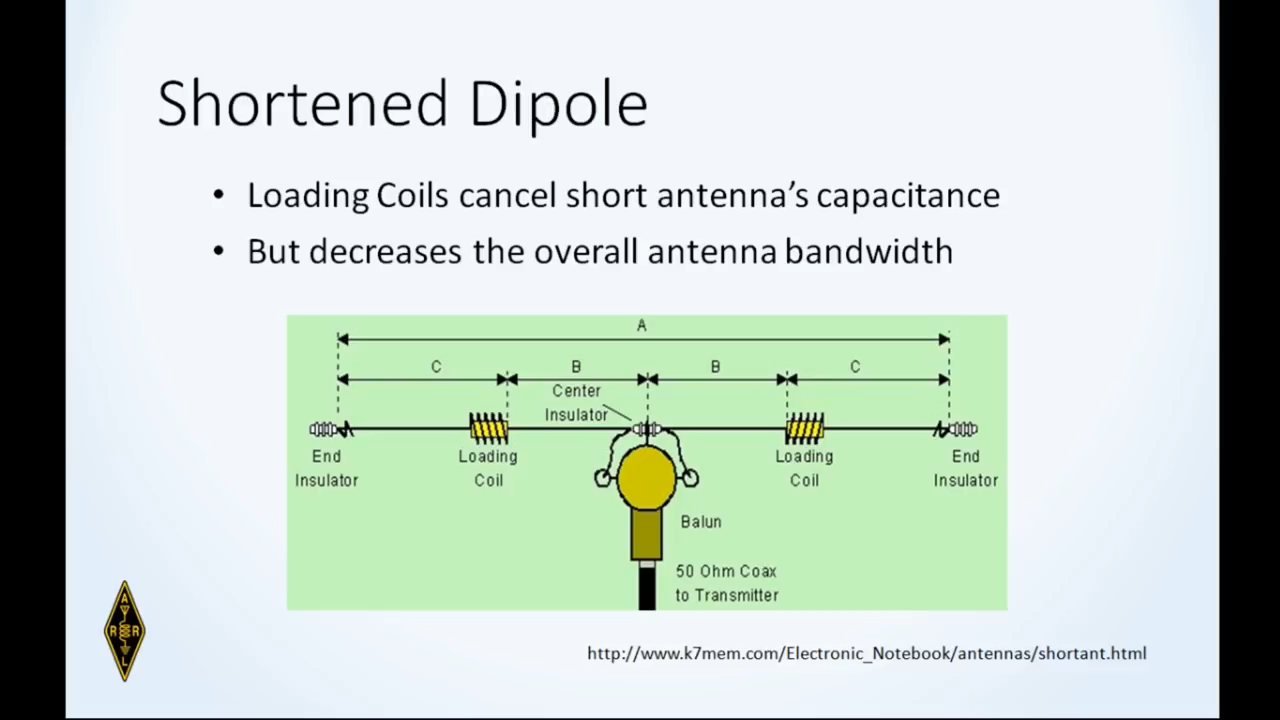 Shortened Dipole
• Loading Coils cancel short antenna's capacitance
• But decreases the overall antenna bandwidth
A
C B B C
Center
Insulator
End
Insulator
Loading
Coil
Loading
Coil
End
Insulator
Balun
50 Ohm Coax
to Transmitter
A
R R
L
http://www.k7mem.com/Electronic_Notebook/antennas/shortant.html